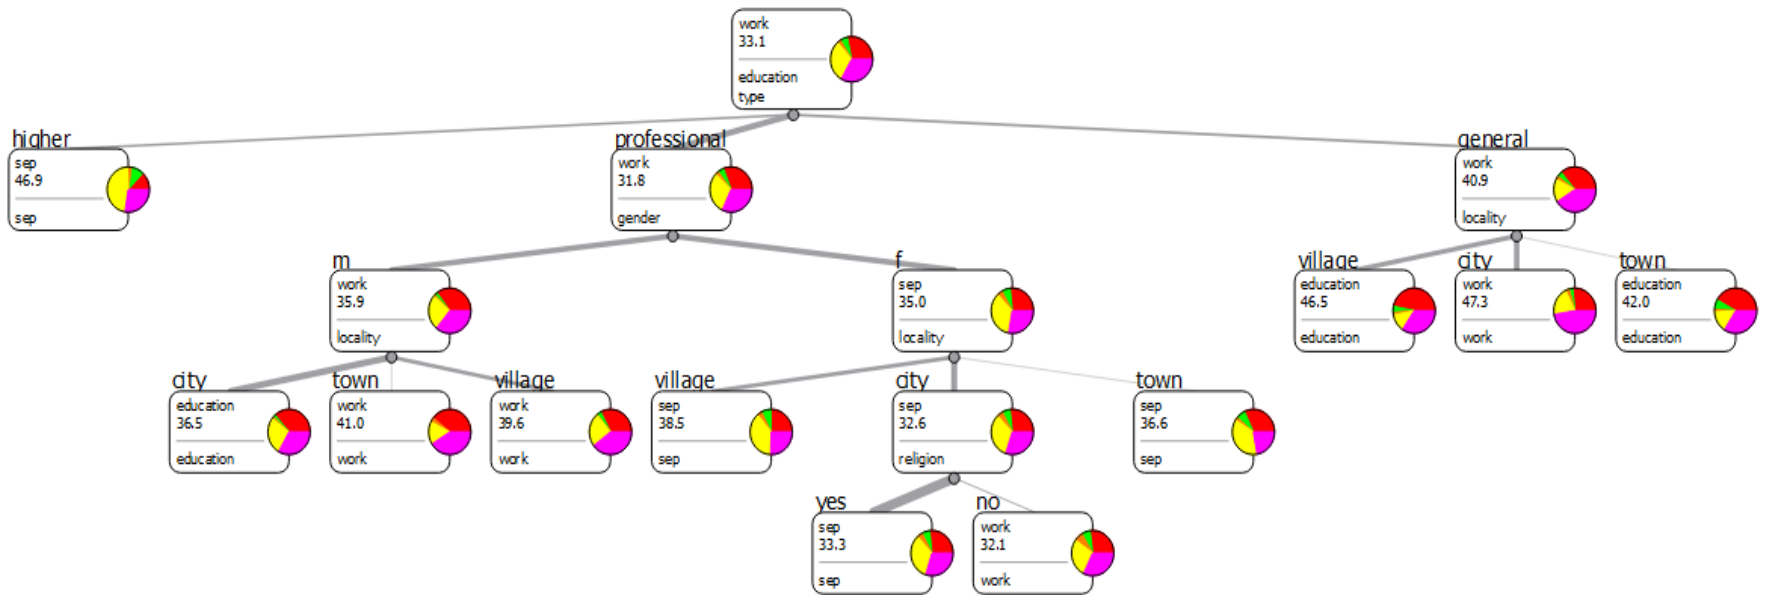 work
33.1
education
type
higher
professional
general
sep
46.9
sep
work
31.8
gender
work
40.9
locality
m
f
village
city
town
work
35.9
locality
sep
35.0
locality
education
46.5
education
work
47.3
work
education
42.0
education
city
town
village
village
city
town
education
36.5
education
work
41.0
work
work
39.6
work
sep
38.5
sep
sep
32.6
religion
sep
36.6
sep
yes
no
sep
33.3
sep
work
32.1
work